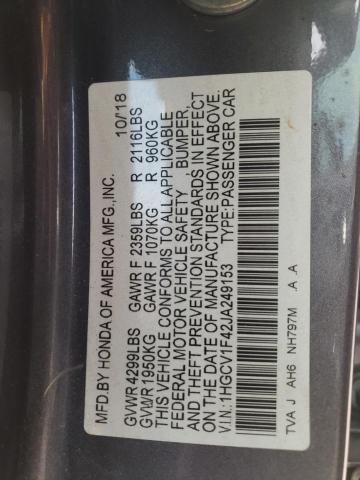 MFD.BY HONDA OF AMERICA MFG.,INC. 10/18
GVWR 4299LBS GAWR F 2359LBS R 2116LBS
GVWR 1950KG GAWR F 1070KG R 960KG
THIS VEHICLE CONFORMS TO ALL APPLICABLE
FEDERAL MOTOR VEHICLE SAFETY , BUMPER,
AND THEFT PREVENTION STANDARDS IN EFFECT
ON THE DATE OF MANUFACTURE SHOWN ABOVE.
V.I.N.:1HGCV1F42JA249153 TYPE:PASSENGER CAR
TVA J AH6 NH797M .A .A